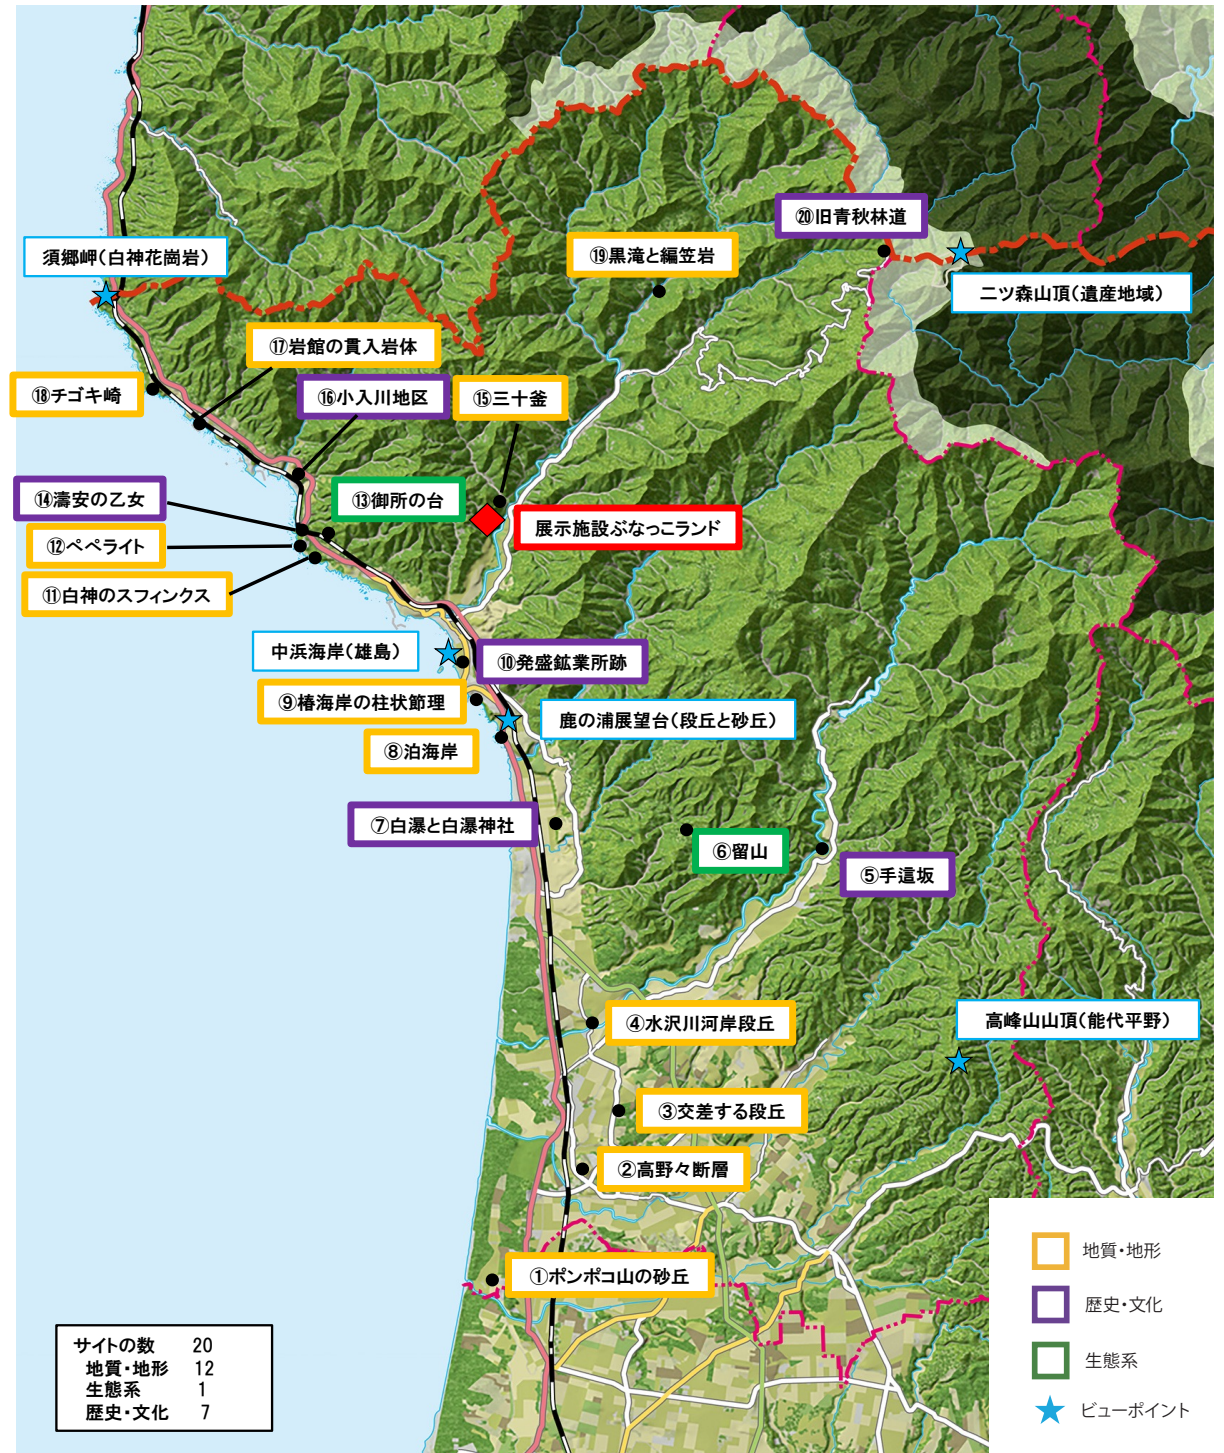 ⑳旧青秋林道
須郷岬(白神花崗岩)
⑲黒滝と編笠岩
二ツ森山頂(遺産地域)
⑰岩館の貫入岩体
⑱チゴキ崎
⑯小入川地区
⑮三十釜
⑭濤安の乙女
⑬御所の台
展示施設ぶなっこランド
⑫ペペライト
⑪白神のスフィンクス
中浜海岸(雄島)
⑩発盛鉱業所跡
⑨椿海岸の柱状節理
鹿の浦展望台(段丘と砂丘)
⑧泊海岸
⑦白瀑と白瀑神社
⑥留山
⑤手這坂
④水沢川河岸段丘
高峰山山頂(能代平野)
③交差する段丘
②高野々断層
①ポンポコ山の砂丘
サイトの数 20
地質・地形 12
生態系 1
歴史・文化 7
地質・地形
歴史・文化
生態系
ビューポイント